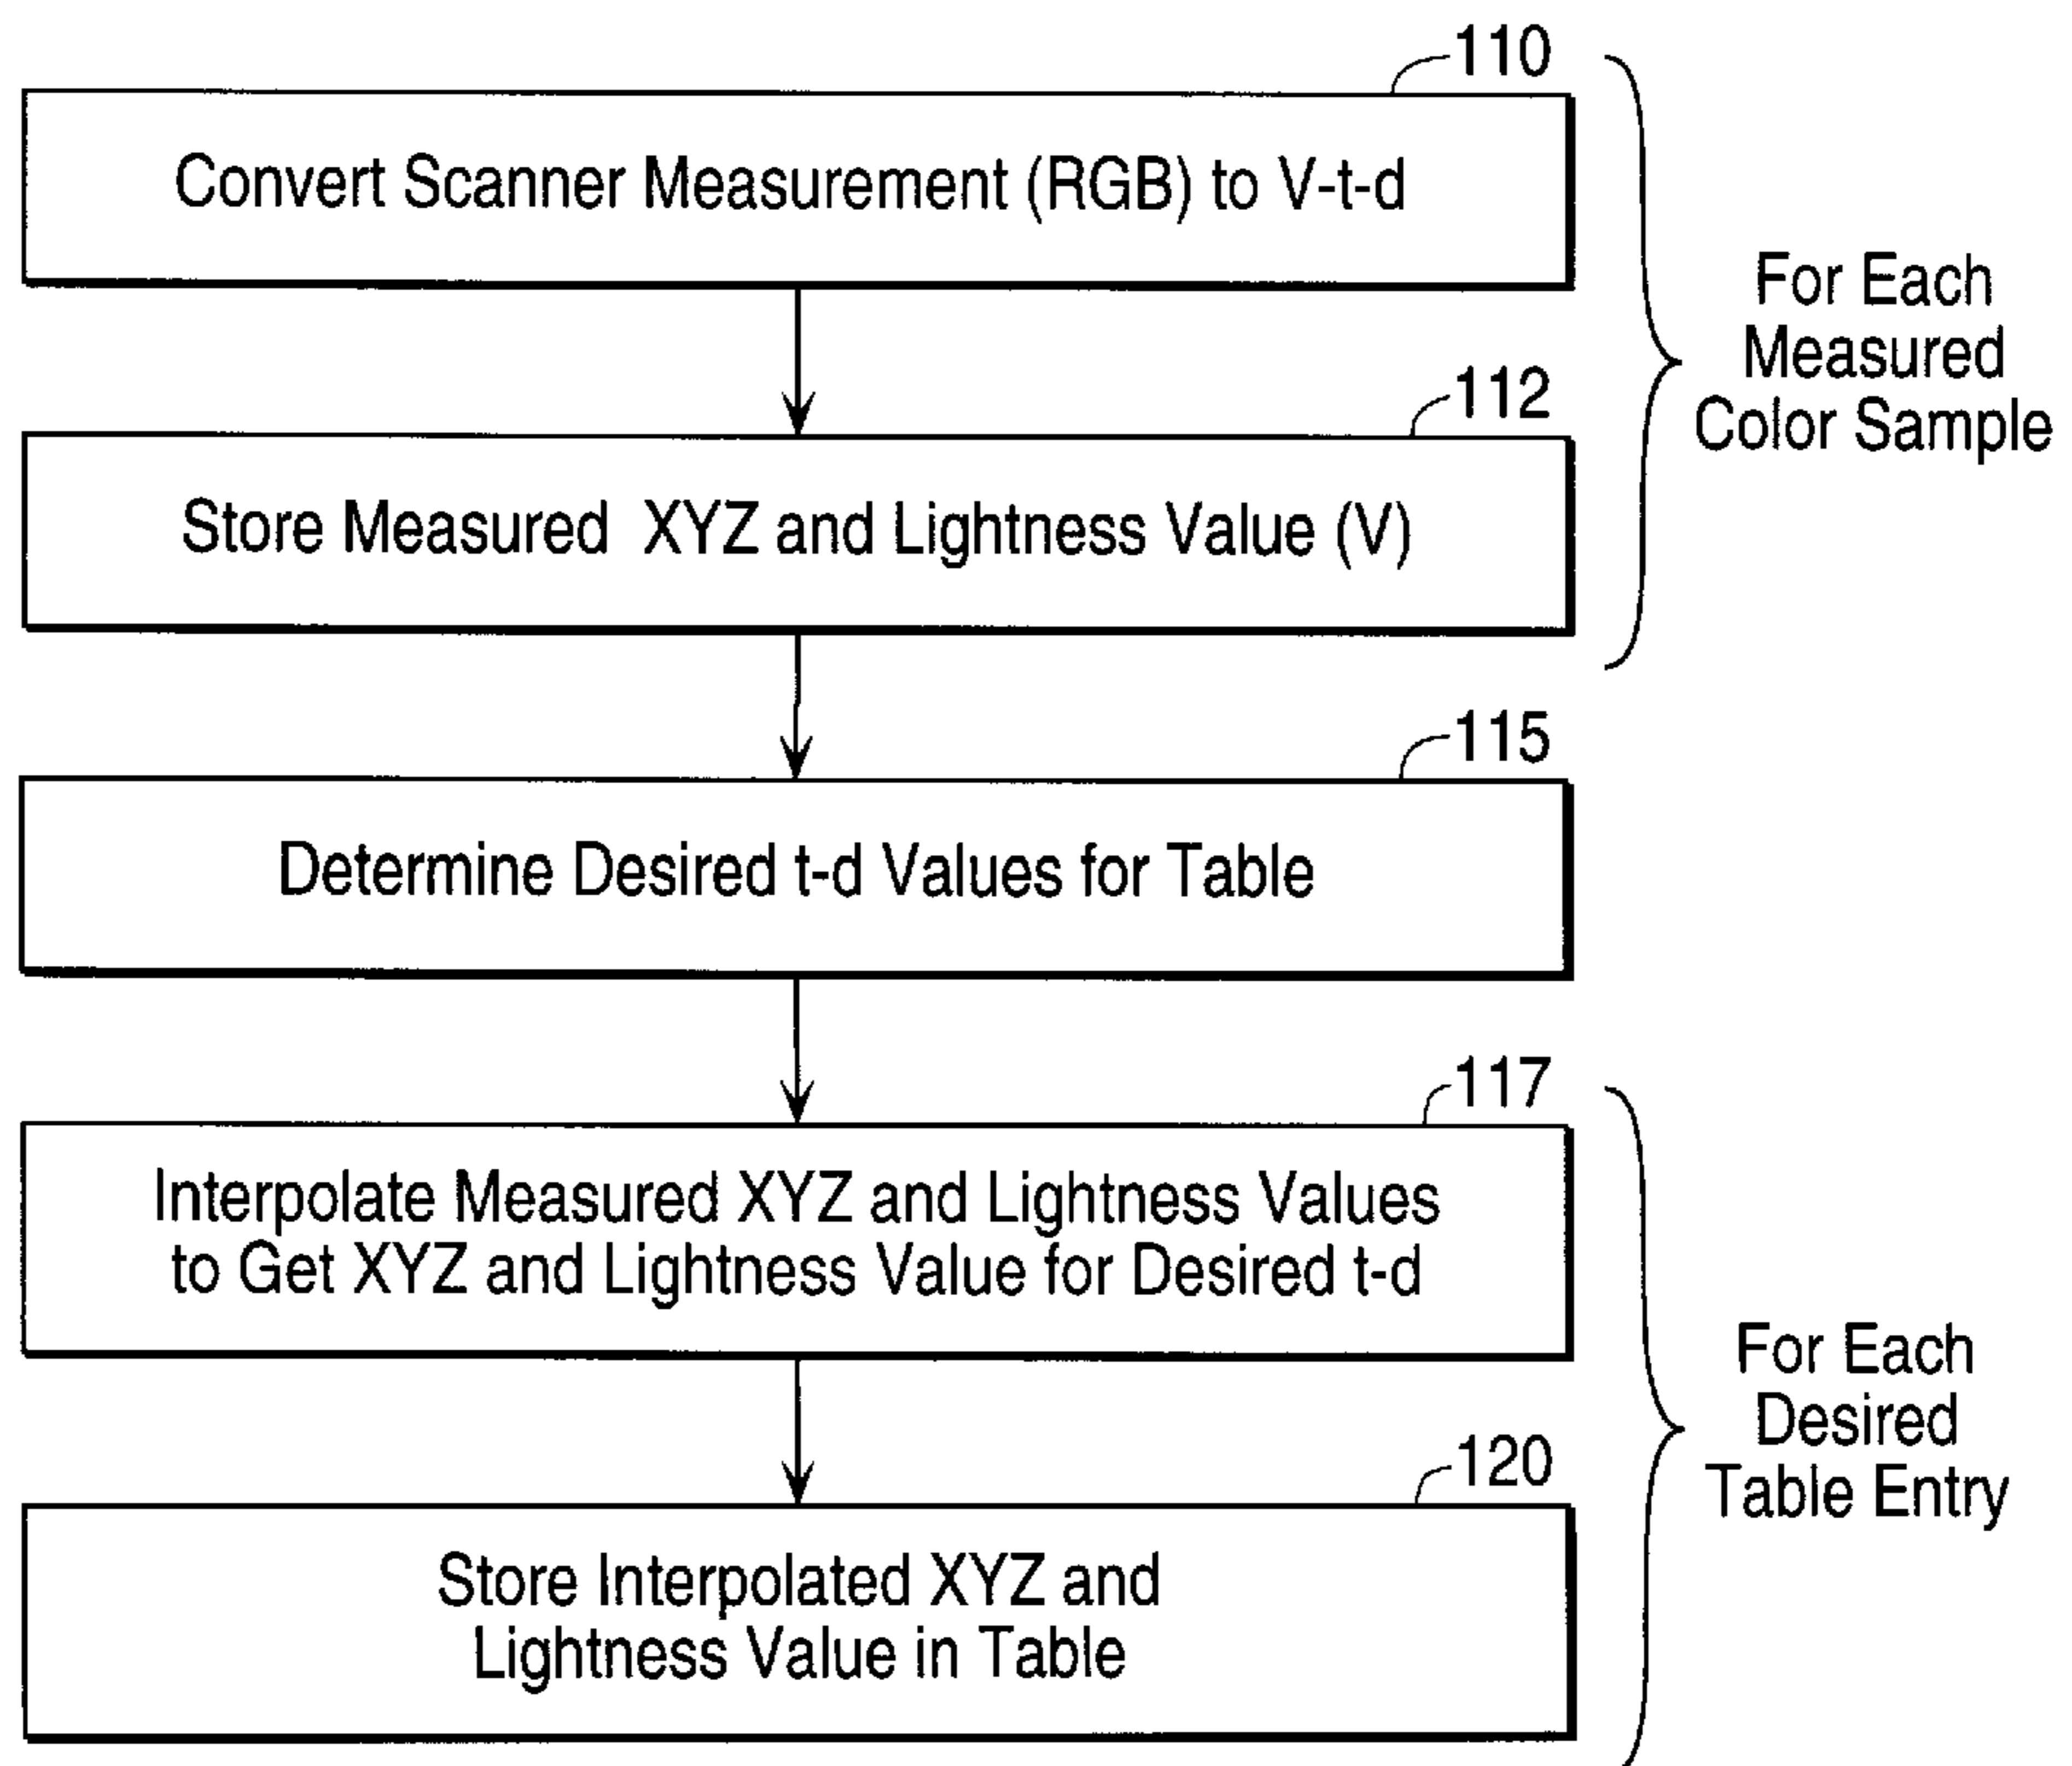 110
Convert Scanner Measurement (RGB) to V-t-d
For Each
Measured
Color Sample
112
Store Measured XYZ and Lightness Value (V)
115
Determine Desired t-d Values for Table
117
Interpolate Measured XYZ and Lightness Values
to Get XYZ and Lightness Value for Desired t-d
For Each
Desired
Table Entry
120
Store Interpolated XYZ and
Lightness Value in Table